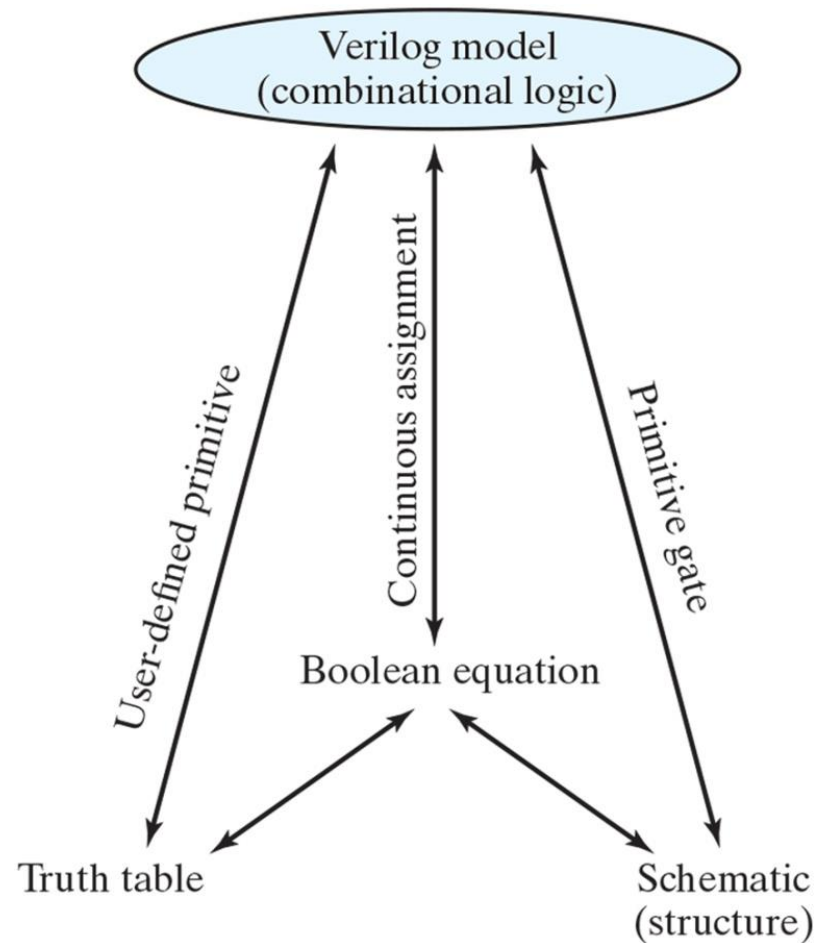 Verilog model
(combinational logic)
User-defined primitive
Continuous assignment
Primitive gate
Boolean equation
Truth table
Schematic
(structure)